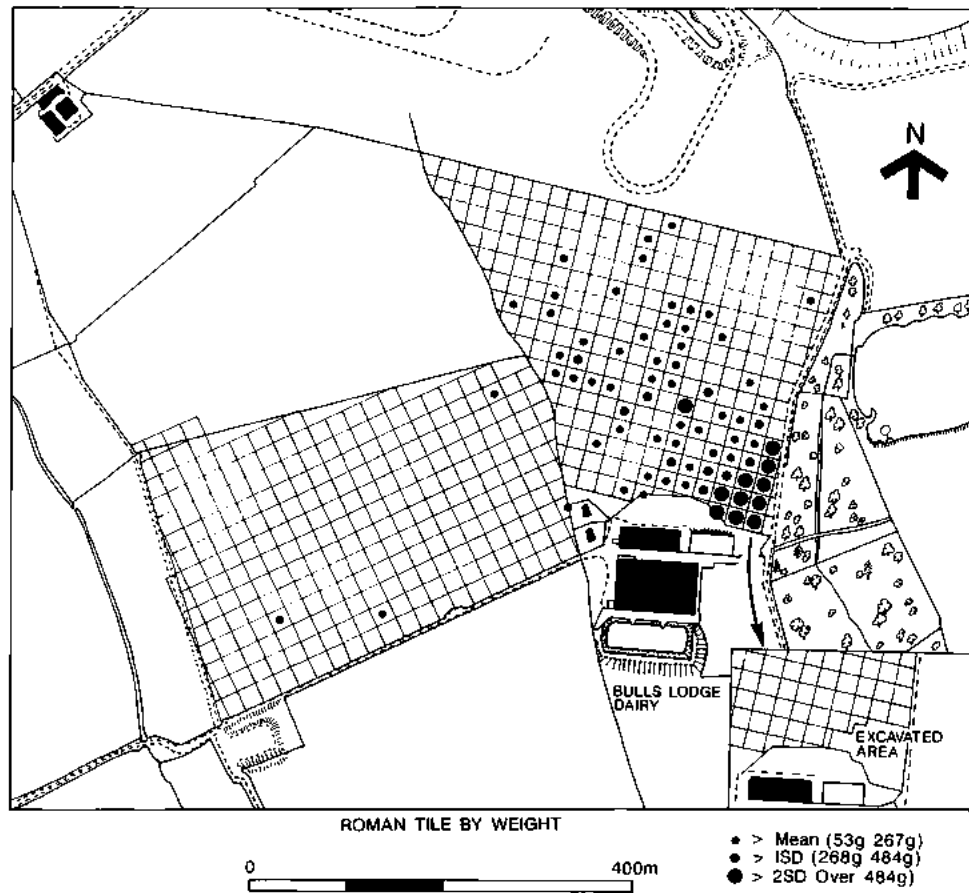 N
BULLS LODGE
DAIRY
EXCAVATED
AREA
ROMAN TILE BY WEIGHT
0 400m
> Mean (53g 267g)
> ISD (268g 484g)
> 2SD Over 484g)